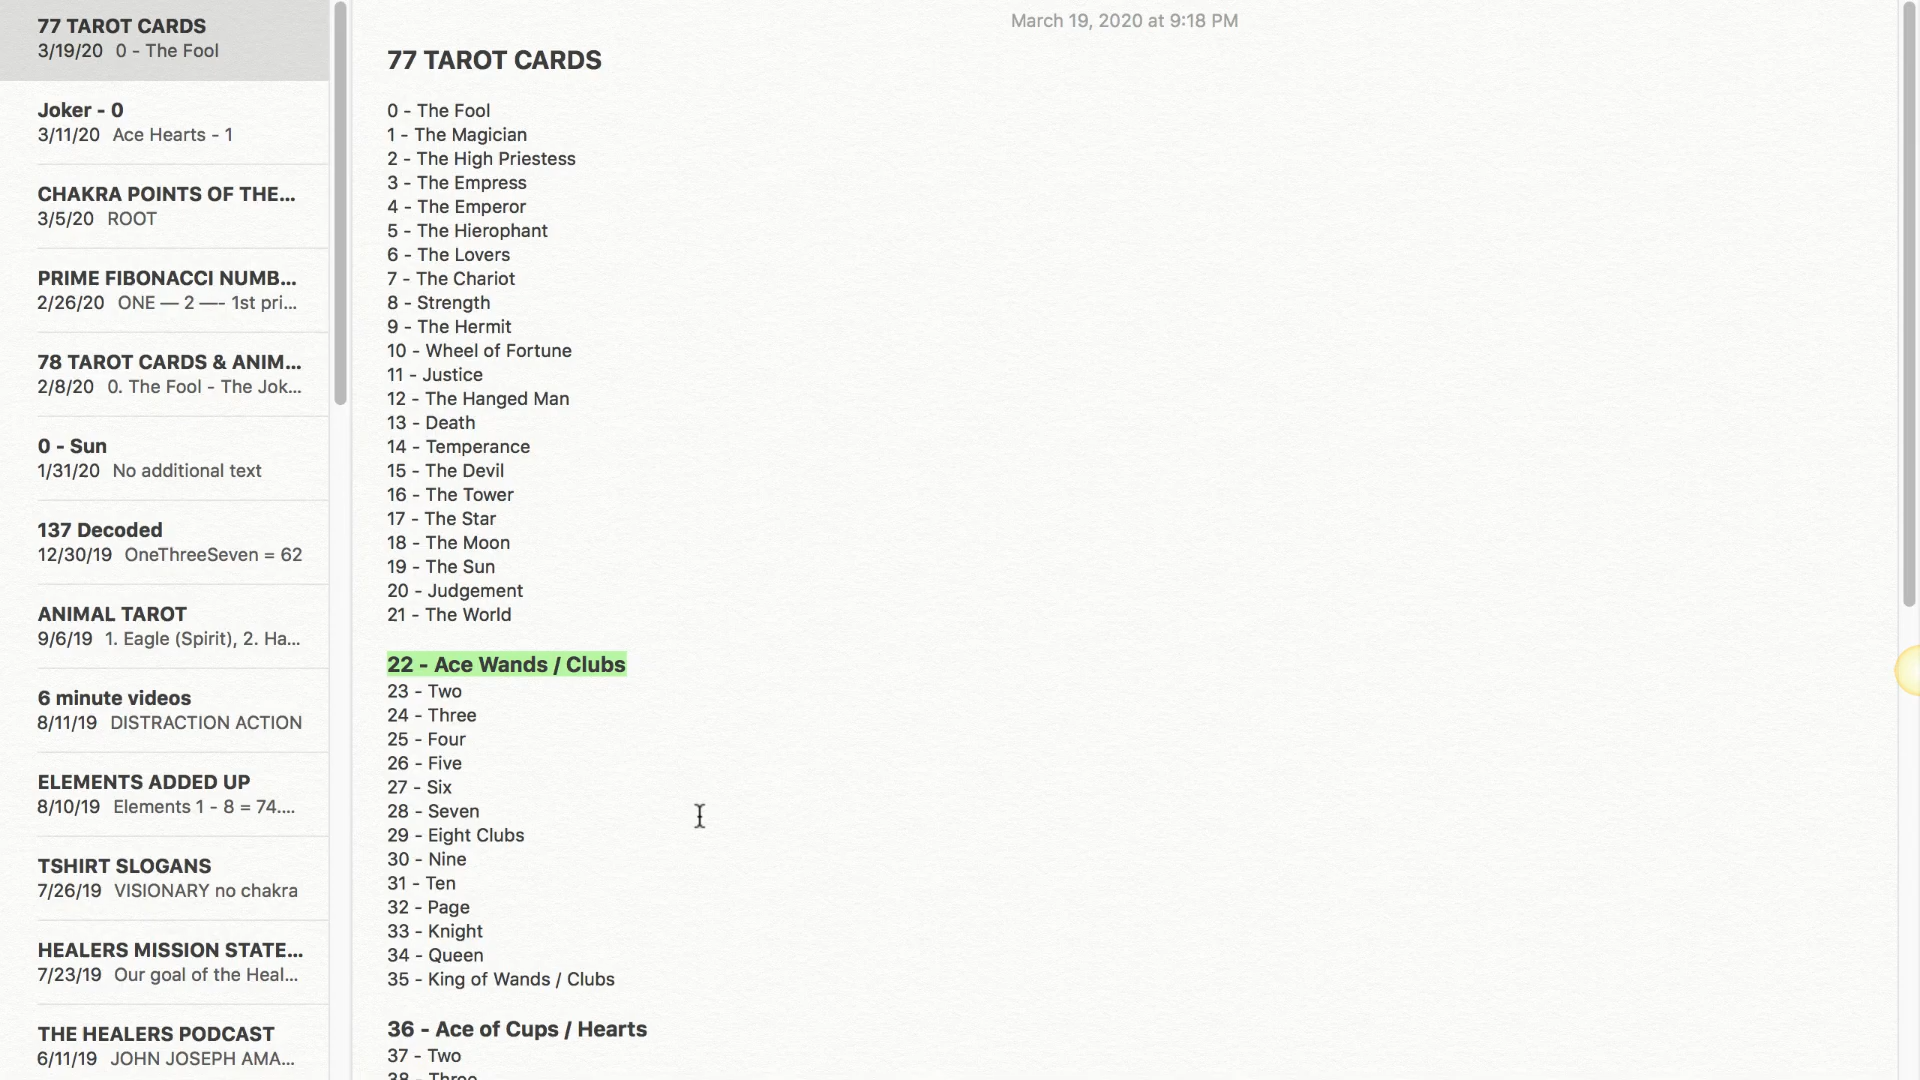 77 TAROT CARDS
3/19/20 0 - The Fool
Joker - 0
3/11/20 Ace Hearts - 1
CHAKRA POINTS OF THE...
3/5/20 ROOT
PRIME FIBONACCI NUMB...
2/26/20 ONE — 2 —- 1st pri...
78 TAROT CARDS & ANIM...
2/8/20 0. The Fool - The Jok...
0 - Sun
1/31/20 No additional text
137 Decoded
12/30/19 OneThreeSeven = 62
ANIMAL TAROT
9/6/19 1. Eagle (Spirit), 2. Ha...
6 minute videos
8/11/19 DISTRACTION ACTION
ELEMENTS ADDED UP
8/10/19 Elements 1 - 8 = 74....
TSHIRT SLOGANS
7/26/19 VISIONARY no chakra
HEALERS MISSION STATE...
7/23/19 Our goal of the Heal...
THE HEALERS PODCAST
6/11/19 JOHN JOSEPH AMA...
March 19, 2020 at 9:18 PM
77 TAROT CARDS
0 - The Fool
1 - The Magician
2 - The High Priestess
3 - The Empress
4 - The Emperor
5 - The Hierophant
6 - The Lovers
7 - The Chariot
8 - Strength
9 - The Hermit
10 - Wheel of Fortune
11 - Justice
12 - The Hanged Man
13 - Death
14 - Temperance
15 - The Devil
16 - The Tower
17 - The Star
18 - The Moon
19 - The Sun
20 - Judgement
21 - The World
22 - Ace Wands / Clubs
23 - Two
24 - Three
25 - Four
26 - Five
27 - Six
28 - Seven
29 - Eight Clubs
30 - Nine
31 - Ten
32 - Page
33 - Knight
34 - Queen
35 - King of Wands / Clubs
36 - Ace of Cups / Hearts
37 - Two
38 - Three